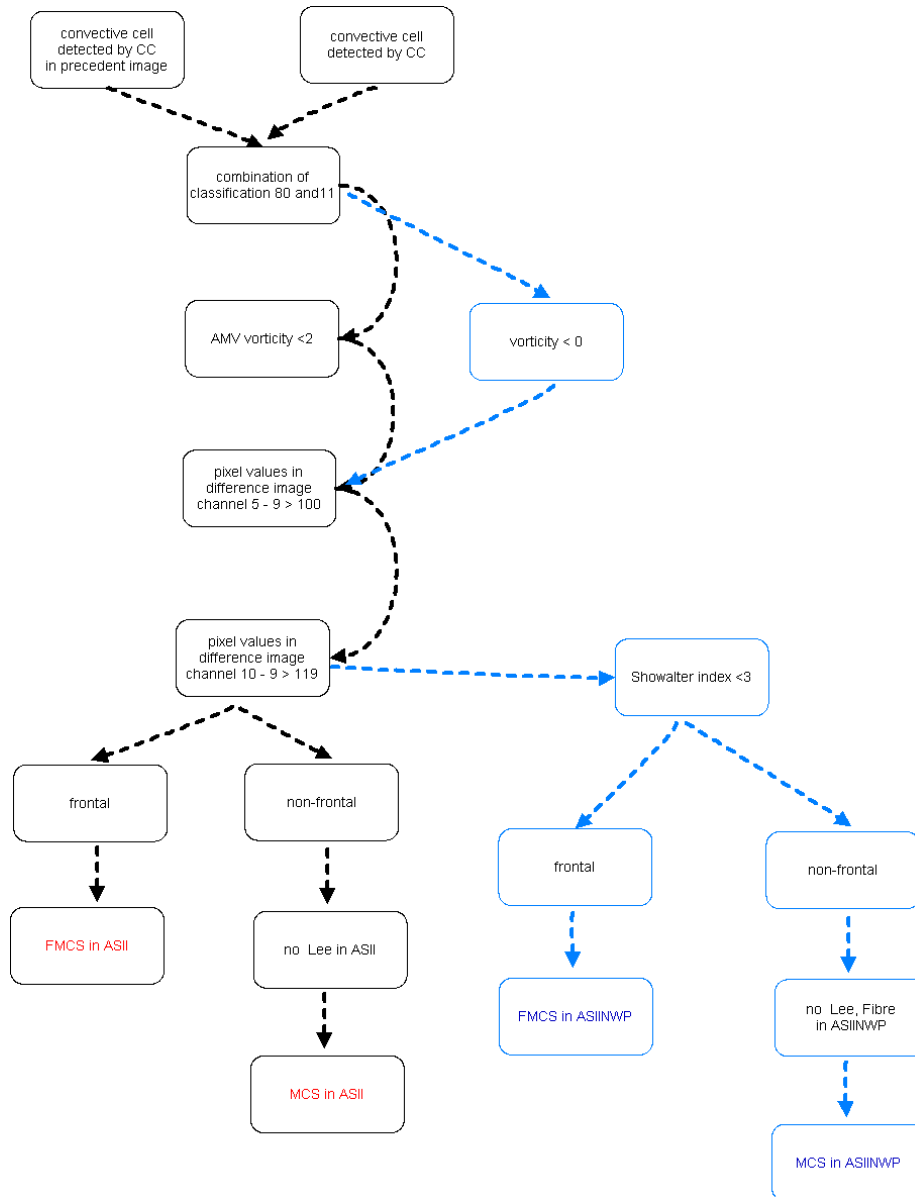 convective cell
detected by CC
in precedent image
convective cell
detected by CC
combination of
classification 80 and11
AMV vorticity <2
vorticity < 0
pixel values in
difference image
channel 5 - 9 > 100
pixel values in
difference image
channel 10 - 9 > 119
Showalter index <3
frontal
non-frontal
frontal
non-frontal
FMCS in ASII
no Lee in ASII
FMCS in ASIINWP
no Lee, Fibre
in ASIINWP
MCS in ASII
MCS in ASIINWP